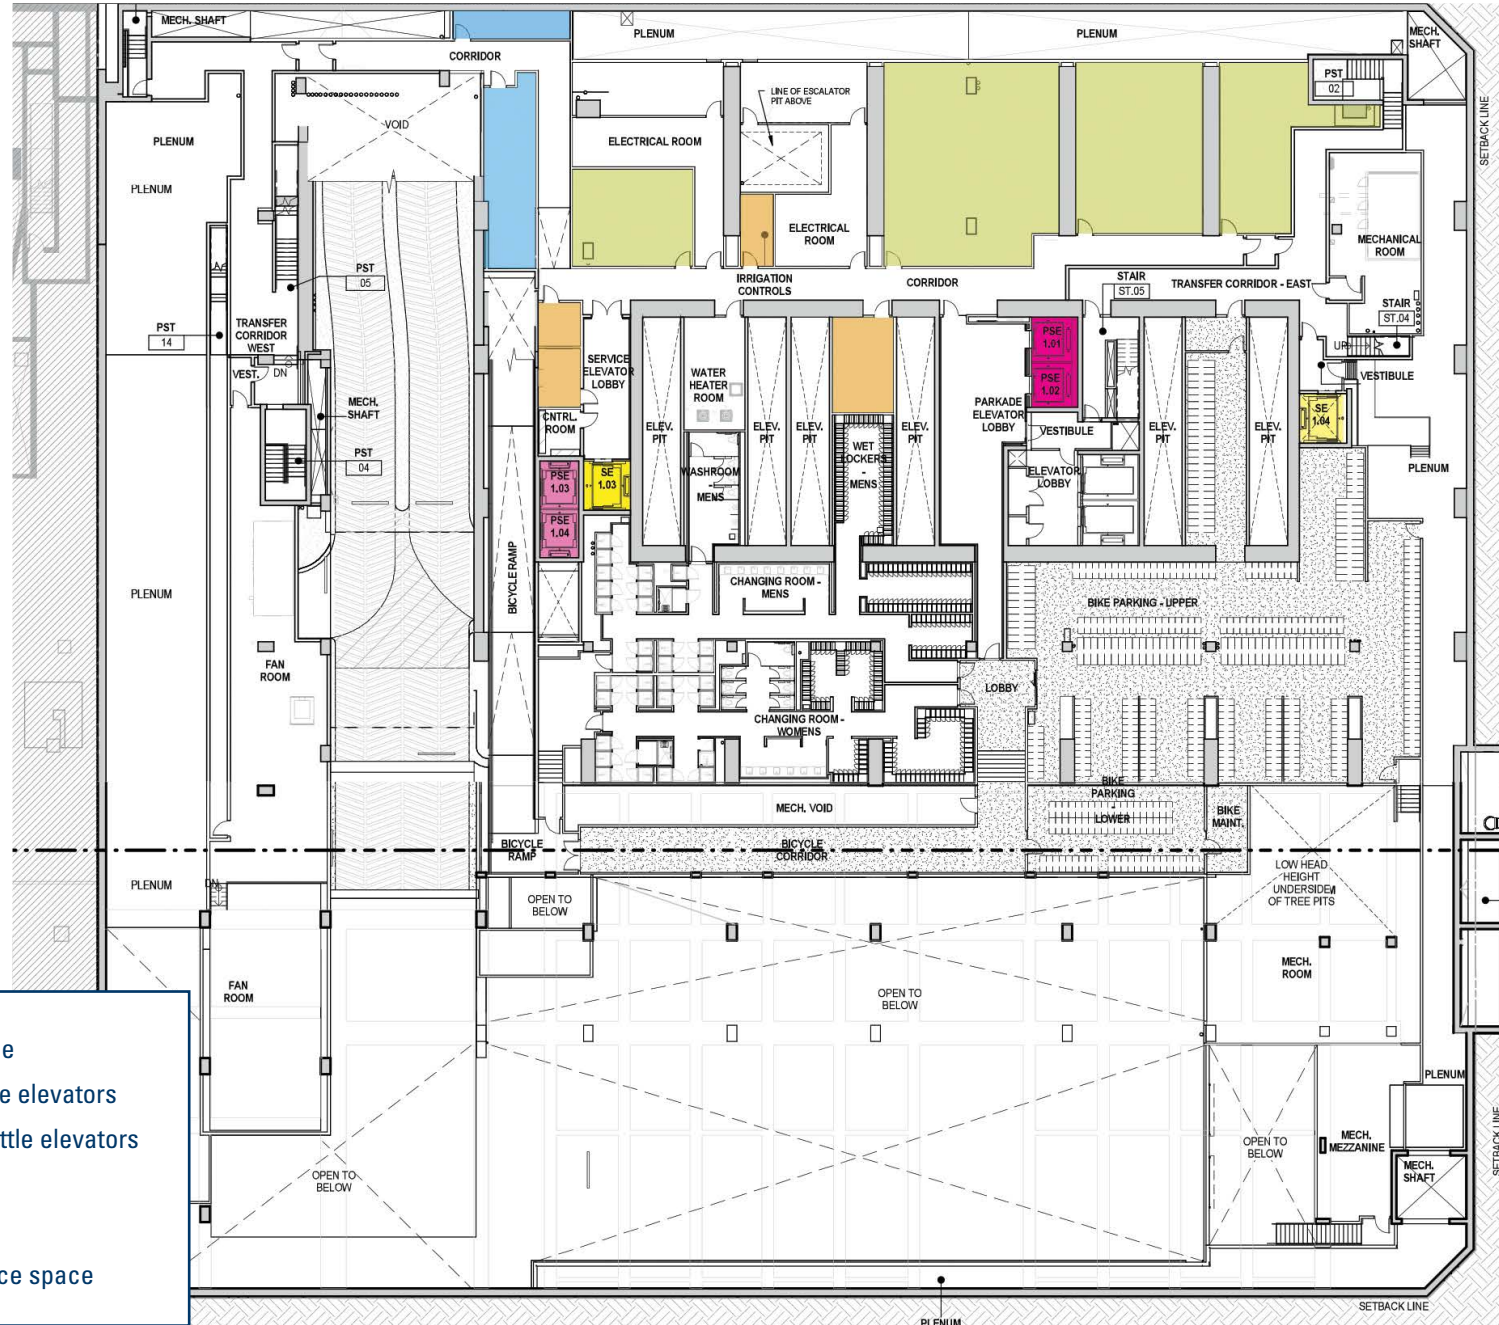 MECH. SHAFT
PLENUM
PLENUM
MECH.
SHAFT
CORRIDOR
PST
02
LINE OF ESCALATOR
PIT ABOVE
SETBACK LINE
VOID
PLENUM
ELECTRICAL ROOM
PLENUM
ELECTRICAL
ROOM
MECHANICAL
ROOM
PST
05
IRRIGATION
CONTROLS
CORRIDOR
STAIR
ST.05
TRANSFER CORRIDOR - EAST
STAIR
ST.04
PST
14
TRANSFER
CORRIDOR
WEST
PSE
1.01
UP
SERVICE
ELEVATOR
LOBBY
WATER
HEATER
ROOM
VEST.
DN
PSE
1.02
VESTIBULE
MECH.
SHAFT
PARKADE
ELEVATOR
LOBBY
CNTRL.
ROOM
ELEV.
PIT
ELEV.
PIT
ELEV.
PIT
ELEV.
PIT
VESTIBULE
ELEV.
PIT
ELEV.
PIT
SE
1.04
WET
LOCKERS
- MENS
PST
04
PSE
1.03
SE
1.03
WASHROOM
- MENS
ELEVATOR
LOBBY
PLENUM
PSE
1.04
BICYCLE RAMP
CHANGING ROOM -
MENS
PLENUM
BIKE PARKING - UPPER
FAN
ROOM
LOBBY
CHANGING ROOM -
WOMENS
MECH. VOID
BIKE
PARKING
-
LOWER
BIKE
MAINT.
BICYCLE
RAMP
BICYCLE
CORRIDOR
LOW HEAD
HEIGHT
UNDERSIDE
OF TREE PITS
PLENUM
DN
OPEN TO
BELOW
FAN
ROOM
MECH.
ROOM
OPEN TO
BELOW
e
e elevators
ttle elevators
ce space
PLENUM
OPEN TO
BELOW
MECH.
MEZZANINE
MECH.
SHAFT
SETBACK LINE
OPEN TO
BELOW
SETBACK LINE
PLENUM